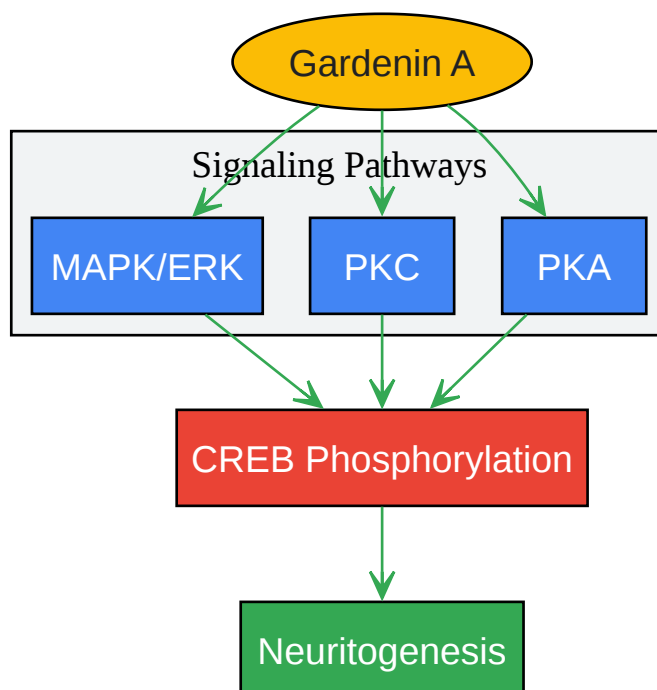 Gardenin A
Signaling Pathways
MAPK/ERK
PKC
PKA
CREB Phosphorylation
Neuritogenesis